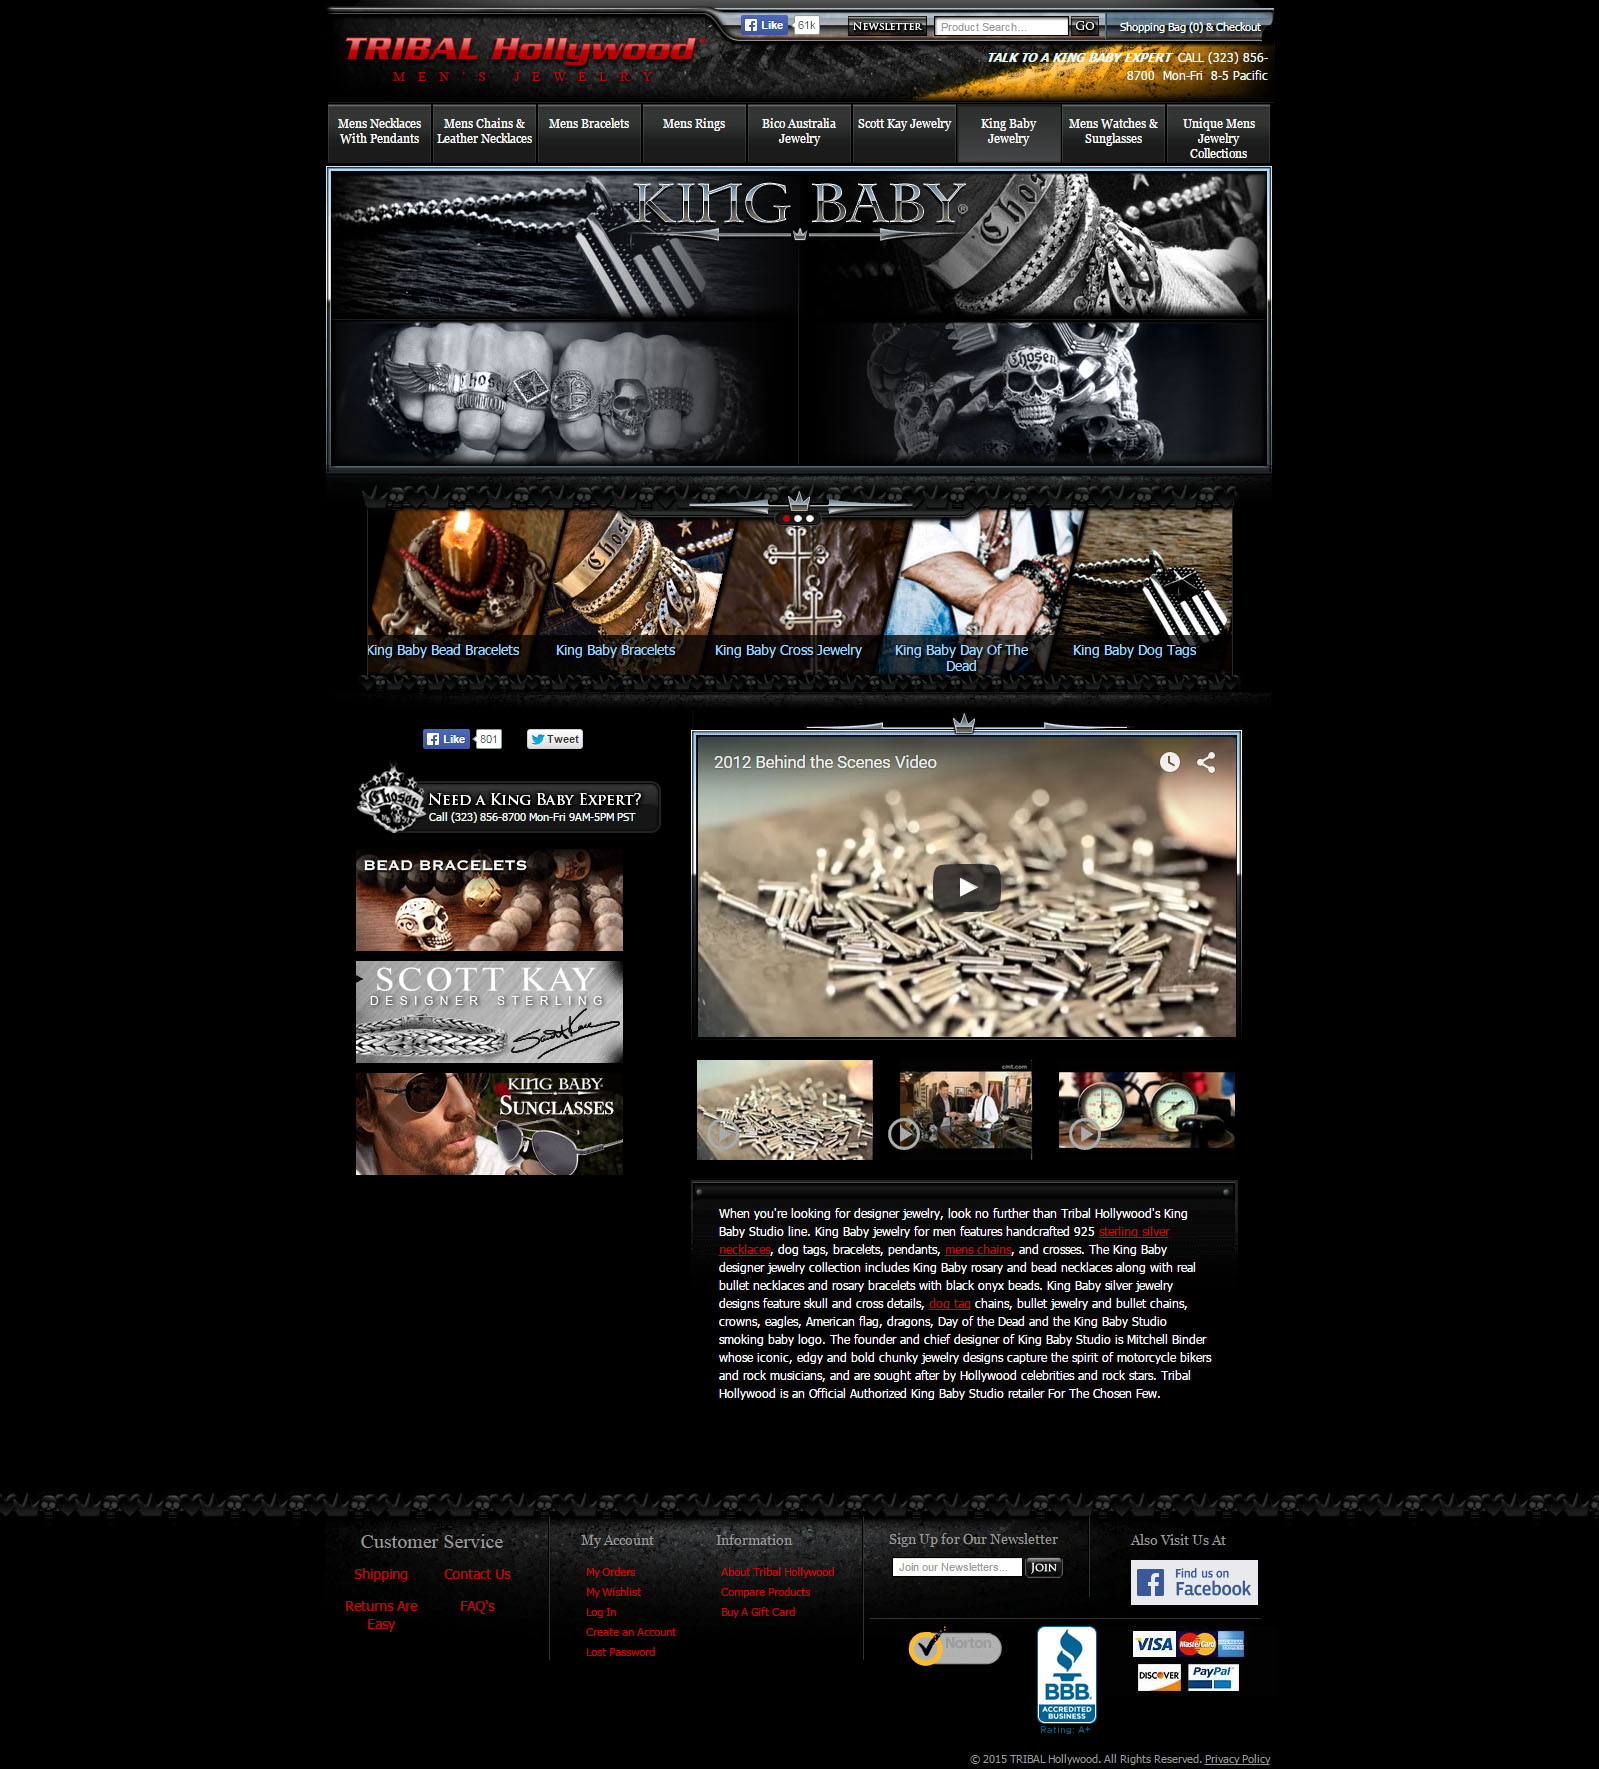 TRIBAL Hollywood
MEN'S JEWELRY
Like
61k
NEWSLETTER
Product Search...
GO
Shopping Bag (0) & Checkout
TALK TO A KING BABY EXPERT CALL (323) 856-
8700 Mon-Fri 8-5 Pacific
Mens Necklaces
With Pendants
Mens Chains &
Leather Necklaces
Mens Bracelets
Mens Rings
Bico Australia
Jewelry
Scott Kay Jewelry
King Baby
Jewelry
Mens Watches &
Sunglasses
Unique Mens
Jewelry
Collections
KING BABY®
Chosen
Chosen
Chosen
Chosen
King Baby Bead Bracelets
King Baby Bracelets
King Baby Cross Jewelry
King Baby Day Of The
Dead
King Baby Dog Tags
Like
801
Tweet
Chosen
NEED A KING BABY EXPERT?
Call (323) 856-8700 Mon-Fri 9AM-5PM PST
BEAD BRACELETS
SCOTT KAY
DESIGNER STERLING
Scott Kay
KING BABY
SUNGLASSES
2012 Behind the Scenes Video
cmt.com
When you're looking for designer jewelry, look no further than Tribal Hollywood's King
Baby Studio line. King Baby jewelry for men features handcrafted 925 sterling silver
necklaces, dog tags, bracelets, pendants, mens chains, and crosses. The King Baby
designer jewelry collection includes King Baby rosary and bead necklaces along with real
bullet necklaces and rosary bracelets with black onyx beads. King Baby silver jewelry
designs feature skull and cross details, dog tag chains, bullet jewelry and bullet chains,
crowns, eagles, American flag, dragons, Day of the Dead and the King Baby Studio
smoking baby logo. The founder and chief designer of King Baby Studio is Mitchell Binder
whose iconic, edgy and bold chunky jewelry designs capture the spirit of motorcycle bikers
and rock musicians, and are sought after by Hollywood celebrities and rock stars. Tribal
Hollywood is an Official Authorized King Baby Studio retailer For The Chosen Few.
Customer Service
Shipping
Contact Us
Returns Are
Easy
FAQ's
My Account
My Orders
My Wishlist
Log In
Create an Account
Lost Password
Information
About Tribal Hollywood
Compare Products
Buy A Gift Card
Sign Up for Our Newsletter
Join our Newsletters...
JOIN
Also Visit Us At
Find us on
Facebook
Norton
BBB
ACCREDITED
BUSINESS
Rating: A+
VISA
MasterCard
AMERICAN
EXPRESS
DISCOVER
PayPal
© 2015 TRIBAL Hollywood. All Rights Reserved. Privacy Policy